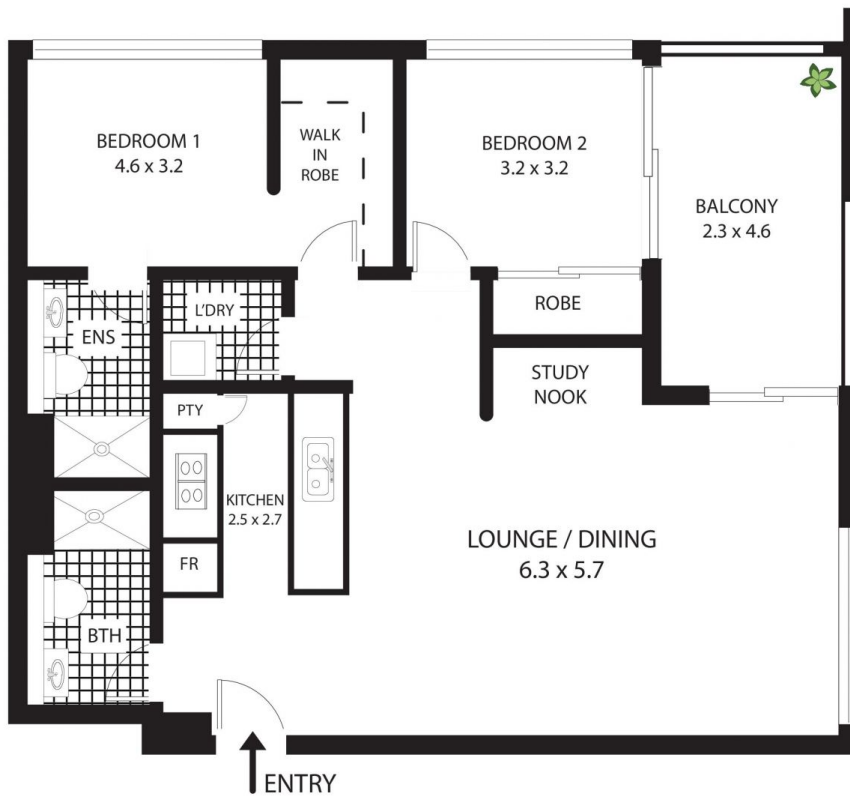 BEDROOM 1
4.6 x 3.2
WALK
IN
ROBE
BEDROOM 2
3.2 x 3.2
BALCONY
2.3 x 4.6
ENS
L'DRY
ROBE
STUDY
NOOK
PTY
KITCHEN
2.5 x 2.7
FR
LOUNGE / DINING
6.3 x 5.7
BTH
ENTRY